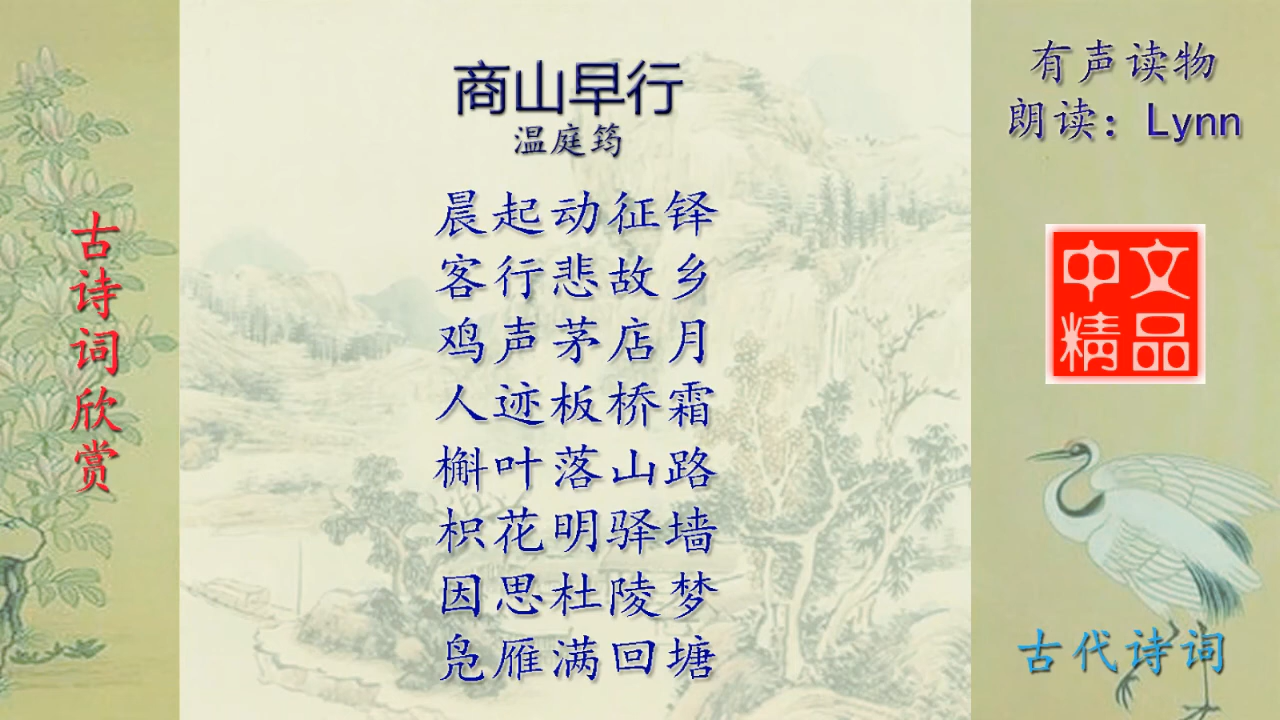 商山早行
温庭筠
晨起动征铎
客行悲故乡
鸡声茅店月
人迹板桥霜
槲叶落山路
枳花明驿墙
因思杜陵梦
凫雁满回塘
古诗词欣赏
有声读物
朗读：Lynn
中文
精品
古代诗词